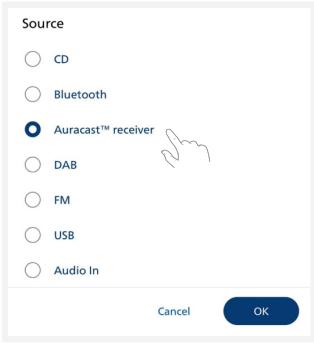 Source
CD
Bluetooth
Auracast™ receiver
DAB
FM
USB
Audio In
Cancel OK